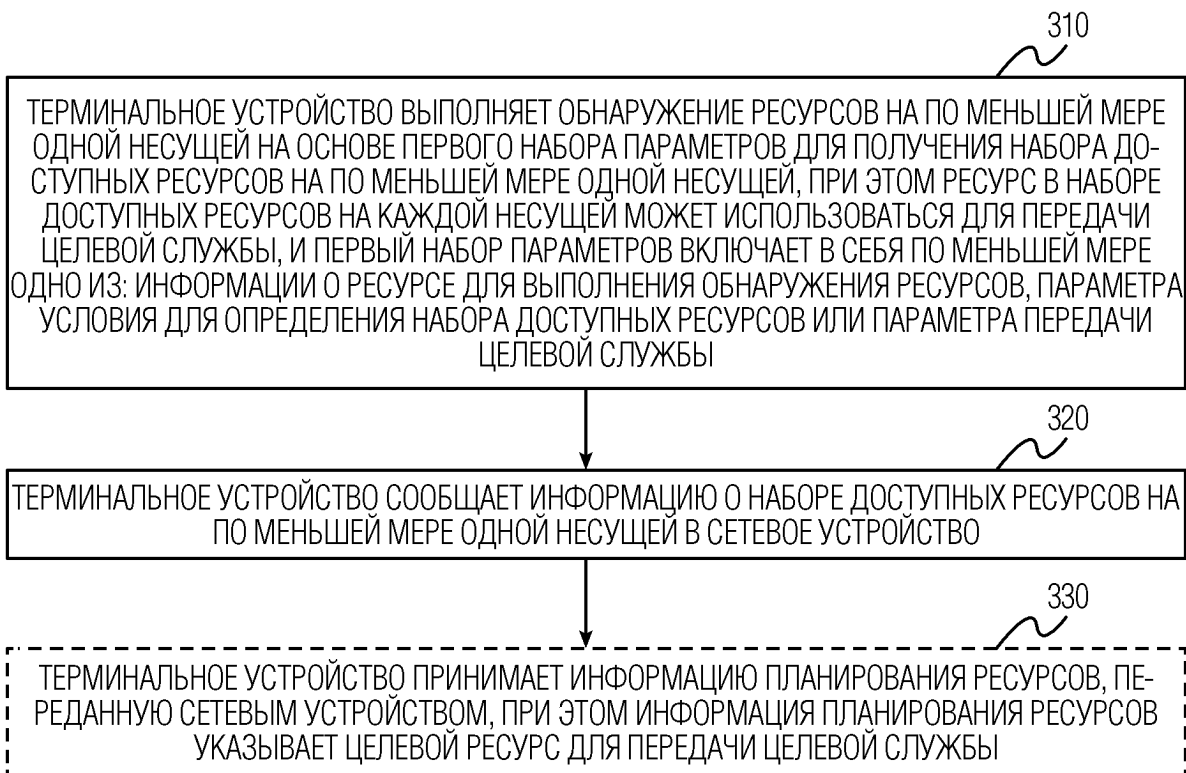 310
ТЕРМИНАЛЬНОЕ УСТРОЙСТВО ВЫПОЛНЯЕТ ОБНАРУЖЕНИЕ РЕСУРСОВ НА ПО МЕНЬШЕЙ МЕРЕ
ОДНОЙ НЕСУЩЕЙ НА ОСНОВЕ ПЕРВОГО НАБОРА ПАРАМЕТРОВ ДЛЯ ПОЛУЧЕНИЯ НАБОРА ДО-
СТУПНЫХ РЕСУРСОВ НА ПО МЕНЬШЕЙ МЕРЕ ОДНОЙ НЕСУЩЕЙ, ПРИ ЭТОМ РЕСУРС В НАБОРЕ
ДОСТУПНЫХ РЕСУРСОВ НА КАЖДОЙ НЕСУЩЕЙ МОЖЕТ ИСПОЛЬЗОВАТЬСЯ ДЛЯ ПЕРЕДАЧИ
ЦЕЛЕВОЙ СЛУЖБЫ, И ПЕРВЫЙ НАБОР ПАРАМЕТРОВ ВКЛЮЧАЕТ В СЕБЯ ПО МЕНЬШЕЙ МЕРЕ
ОДНО ИЗ: ИНФОРМАЦИИ О РЕСУРСЕ ДЛЯ ВЫПОЛНЕНИЯ ОБНАРУЖЕНИЯ РЕСУРСОВ, ПАРАМЕТРА
УСЛОВИЯ ДЛЯ ОПРЕДЕЛЕНИЯ НАБОРА ДОСТУПНЫХ РЕСУРСОВ ИЛИ ПАРАМЕТРА ПЕРЕДАЧИ
ЦЕЛЕВОЙ СЛУЖБЫ
320
ТЕРМИНАЛЬНОЕ УСТРОЙСТВО СООБЩАЕТ ИНФОРМАЦИЮ О НАБОРЕ ДОСТУПНЫХ РЕСУРСОВ НА
ПО МЕНЬШЕЙ МЕРЕ ОДНОЙ НЕСУЩЕЙ В СЕТЕВОЕ УСТРОЙСТВО
330
ТЕРМИНАЛЬНОЕ УСТРОЙСТВО ПРИНИМАЕТ ИНФОРМАЦИЮ ПЛАНИРОВАНИЯ РЕСУРСОВ, ПЕ-
РЕДАННУЮ СЕТЕВЫМ УСТРОЙСТВОМ, ПРИ ЭТОМ ИНФОРМАЦИЯ ПЛАНИРОВАНИЯ РЕСУРСОВ
УКАЗЫВАЕТ ЦЕЛЕВОЙ РЕСУРС ДЛЯ ПЕРЕДАЧИ ЦЕЛЕВОЙ СЛУЖБЫ